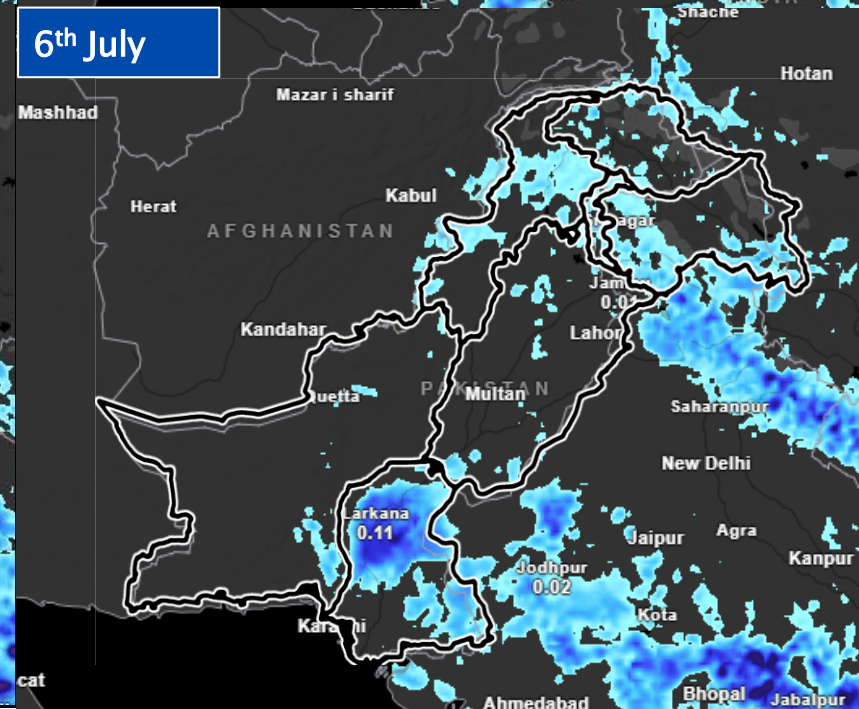 6th July
Shache
Hotan
Mazar i sharif
Mashhad
Kabul
Herat
AFGHANISTAN
Jammu
0.01
Kandahar
Lahor
Quetta
PAKISTAN
Multan
Saharanpur
New Delhi
Larkana
0.11
Jaipur
Agra
Kanpur
Jodhpur
0.02
Kota
Karachi
cat
Bhopal
Jabalpur
Ahmedabad